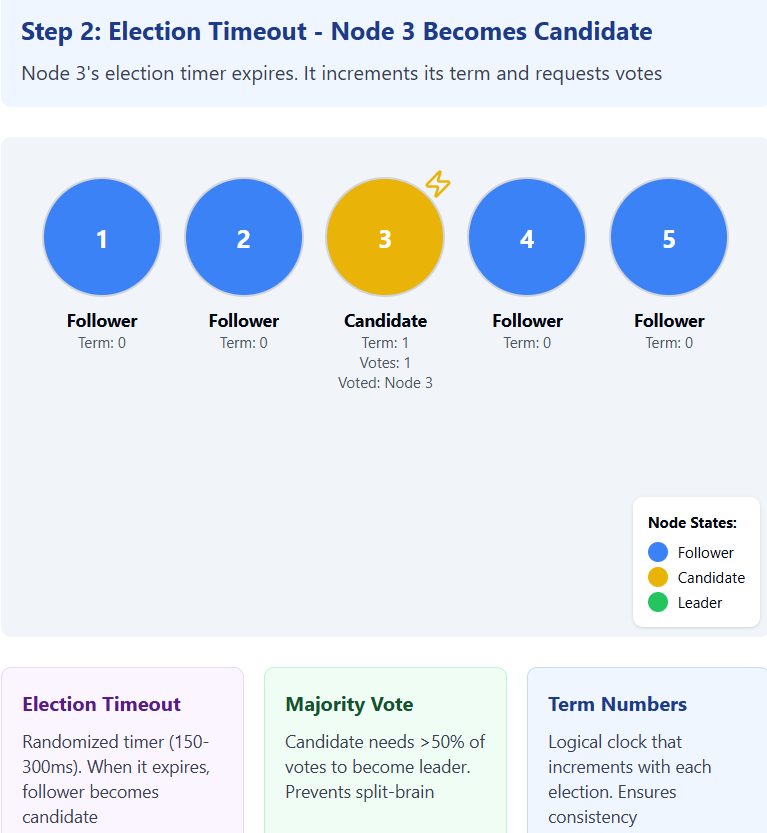 Step 2: Election Timeout - Node 3 Becomes Candidate
Node 3's election timer expires. It increments its term and requests votes
1
2
3
4
5
Follower
Term: 0
Follower
Term: 0
Candidate
Term: 1
Votes: 1
Voted: Node 3
Follower
Term: 0
Follower
Term: 0
Node States:
Follower
Candidate
Leader
Election Timeout
Randomized timer (150-
300ms). When it expires,
follower becomes
candidate
Majority Vote
Candidate needs >50% of
votes to become leader.
Prevents split-brain
Term Numbers
Logical clock that
increments with each
election. Ensures
consistency